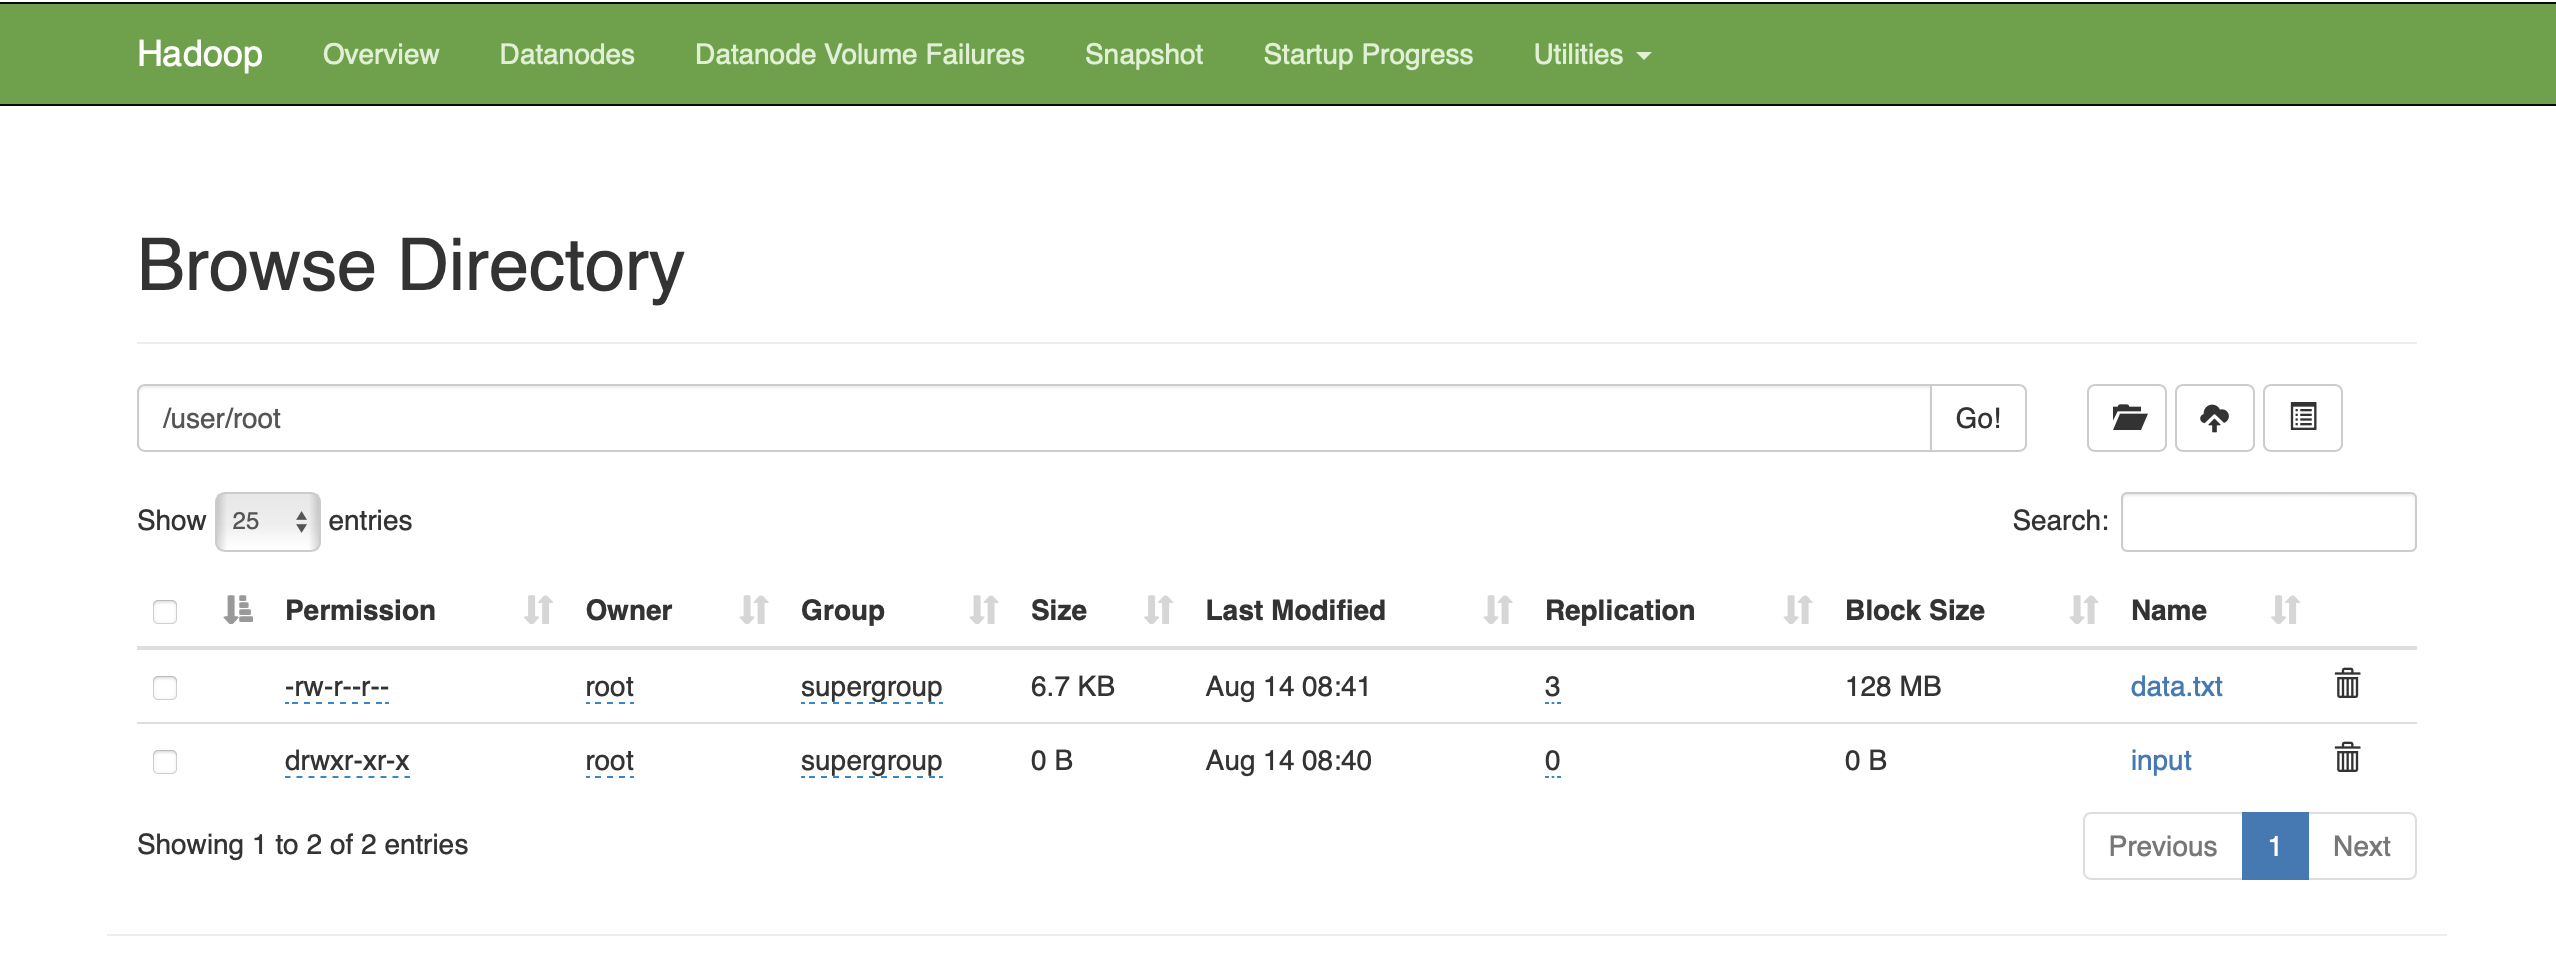 Hadoop Overview Datanodes Datanode Volume Failures Snapshot Startup Progress Utilities
Browse Directory
/user/root Go!
Show 25 entries Search:
Permission Owner Group Size Last Modified Replication Block Size Name
-rw-r--r-- root supergroup 6.7 KB Aug 14 08:41 3 128 MB data.txt
drwxr-xr-x root supergroup 0 B Aug 14 08:40 0 0 B input
Showing 1 to 2 of 2 entries Previous 1 Next